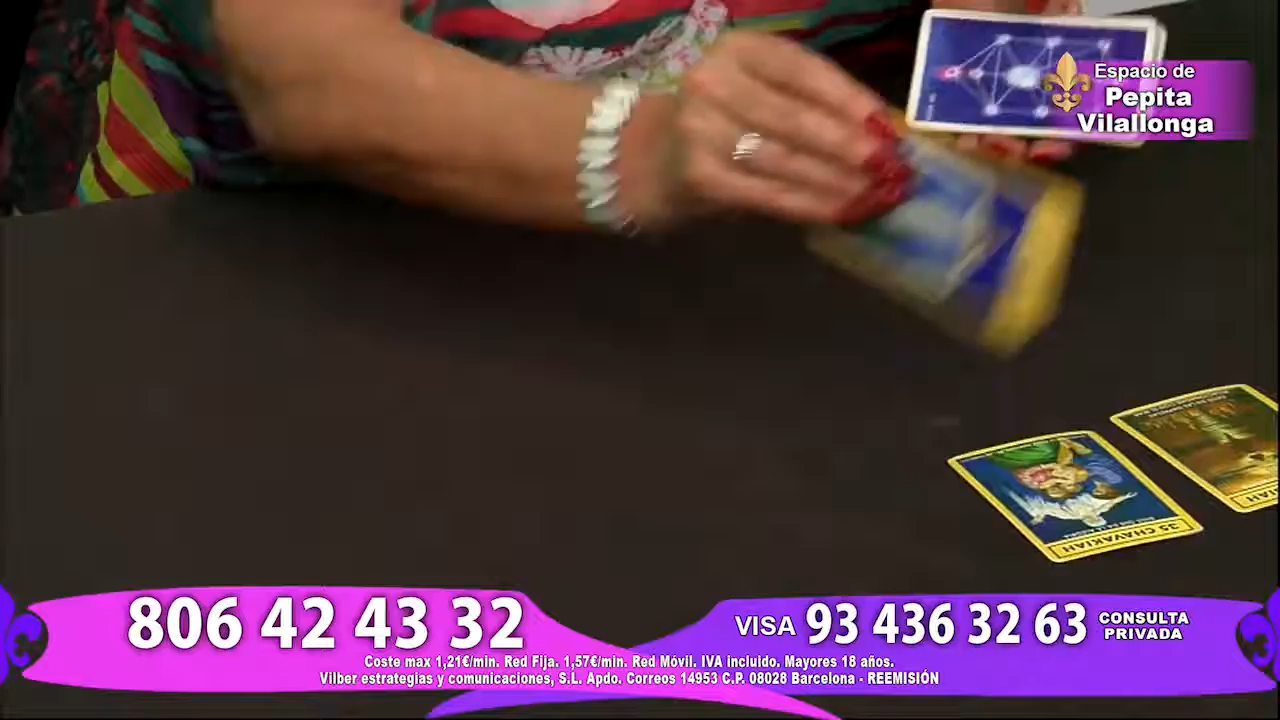 Espacio de
Pepita
Vilallonga
35 CHAVAKIAH
806 42 43 32
VISA 93 436 32 63 CONSULTA PRIVADA
Coste max 1,21€/min. Red Fija. 1,57€/min. Red Móvil. IVA incluido. Mayores 18 años.
Vilber estrategias y comunicaciones, S.L. Apdo. Correos 14953 C.P. 08028 Barcelona - REEMISIÓN